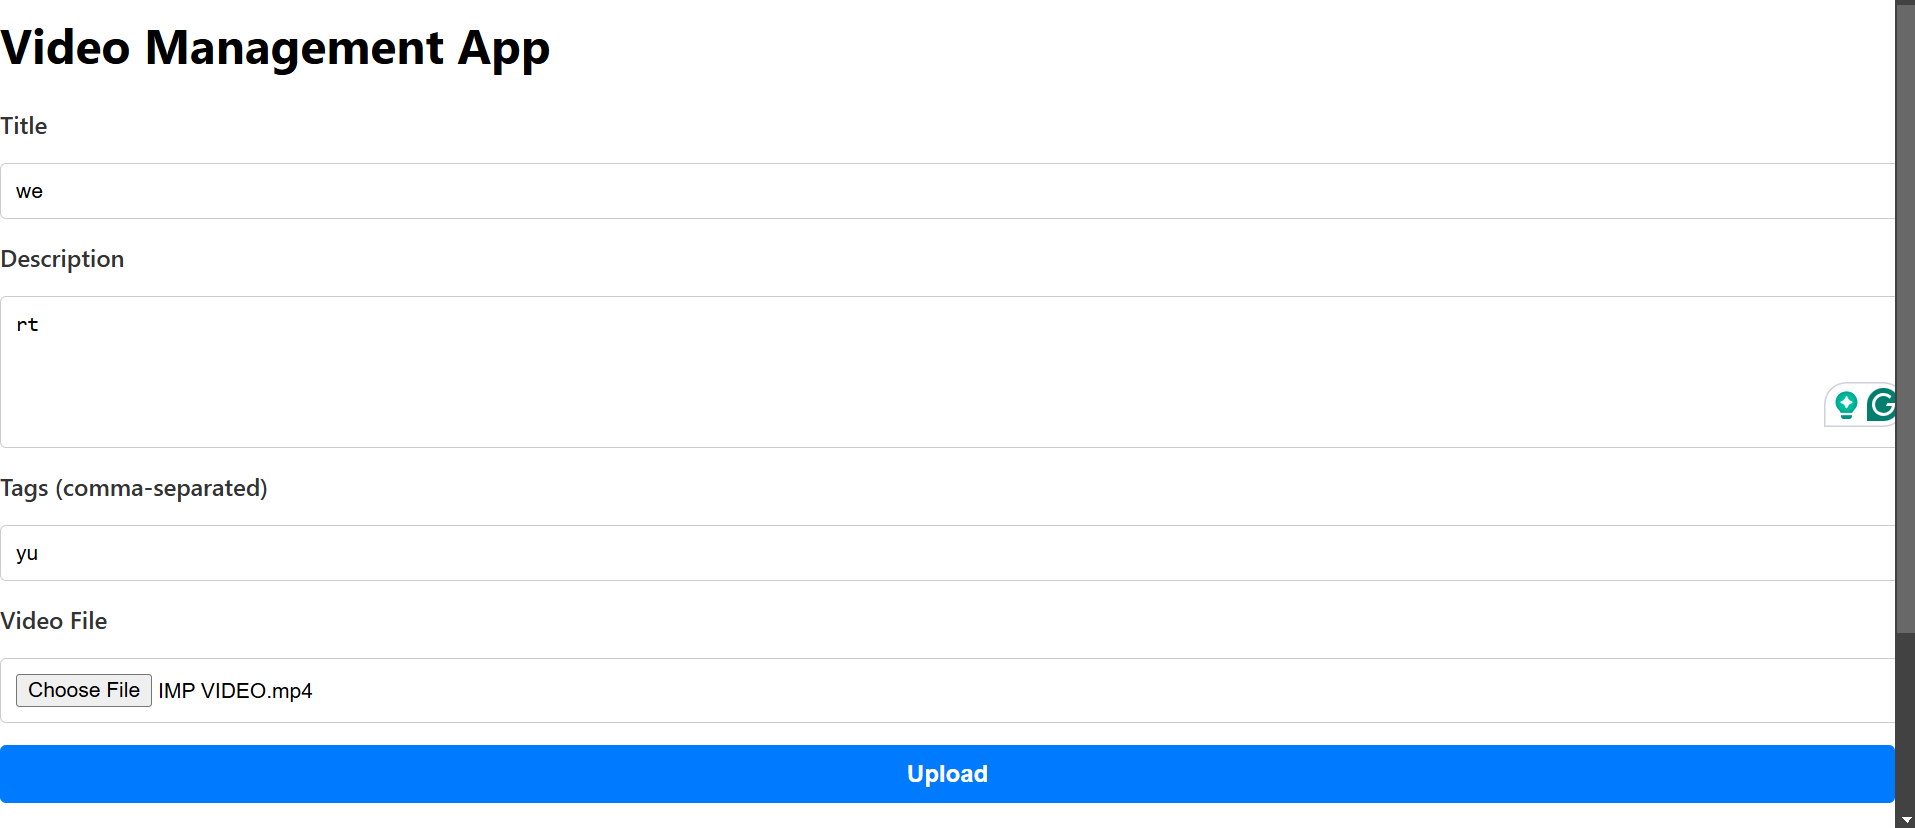 Video Management App
Title
we
Description
rt
Tags (comma-separated)
yu
Video File
Choose File IMP VIDEO.mp4
Upload